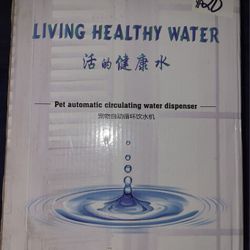 LIVING HEALTHY WATER
活的健康水
Pet automatic circulating water dispenser
宠物自动循环饮水机